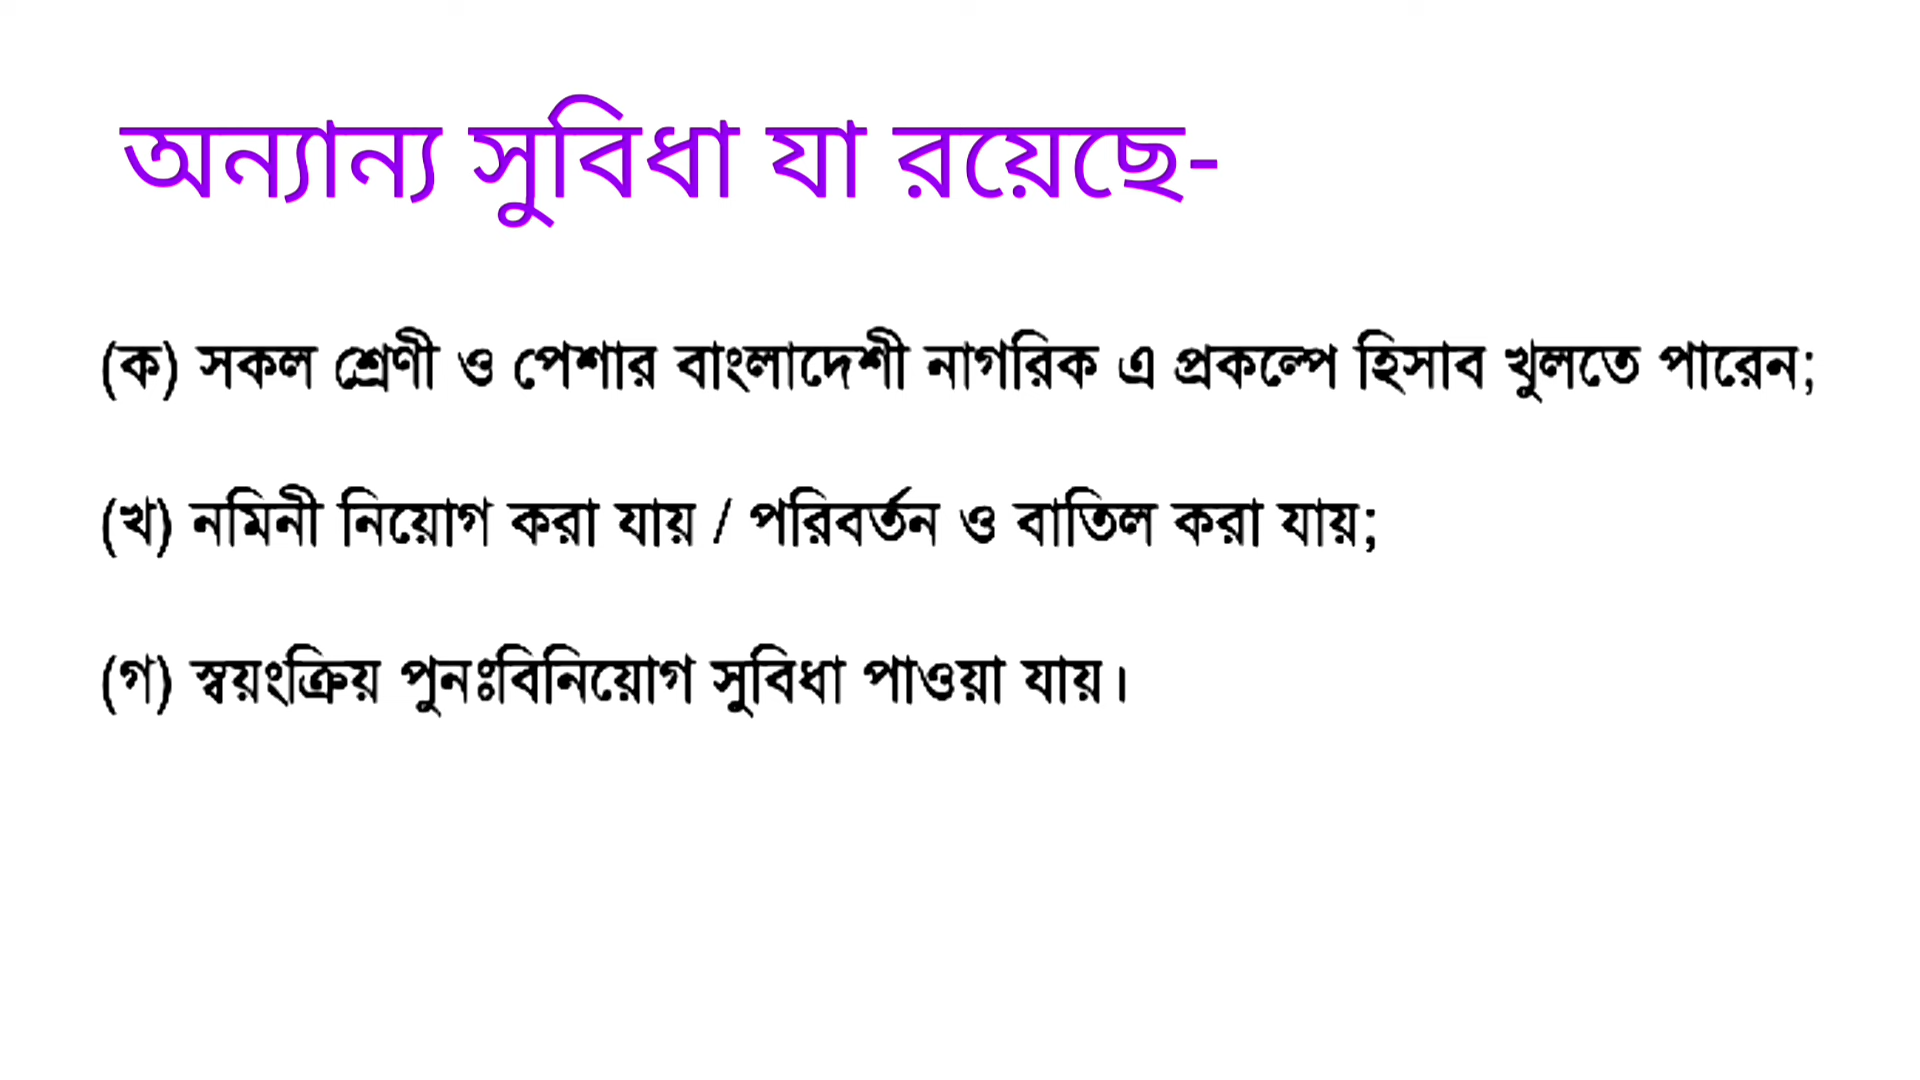 অন্যান্য সুবিধা যা রয়েছে-
(ক) সকল শ্রেণী ও পেশার বাংলাদেশী নাগরিক এ প্রকল্পে হিসাব খুলতে পারেন;
(খ) নমিনী নিয়োগ করা যায় / পরিবর্তন ও বাতিল করা যায়;
(গ) স্বয়ংক্রিয় পুনঃবিনিয়োগ সুবিধা পাওয়া যায়।